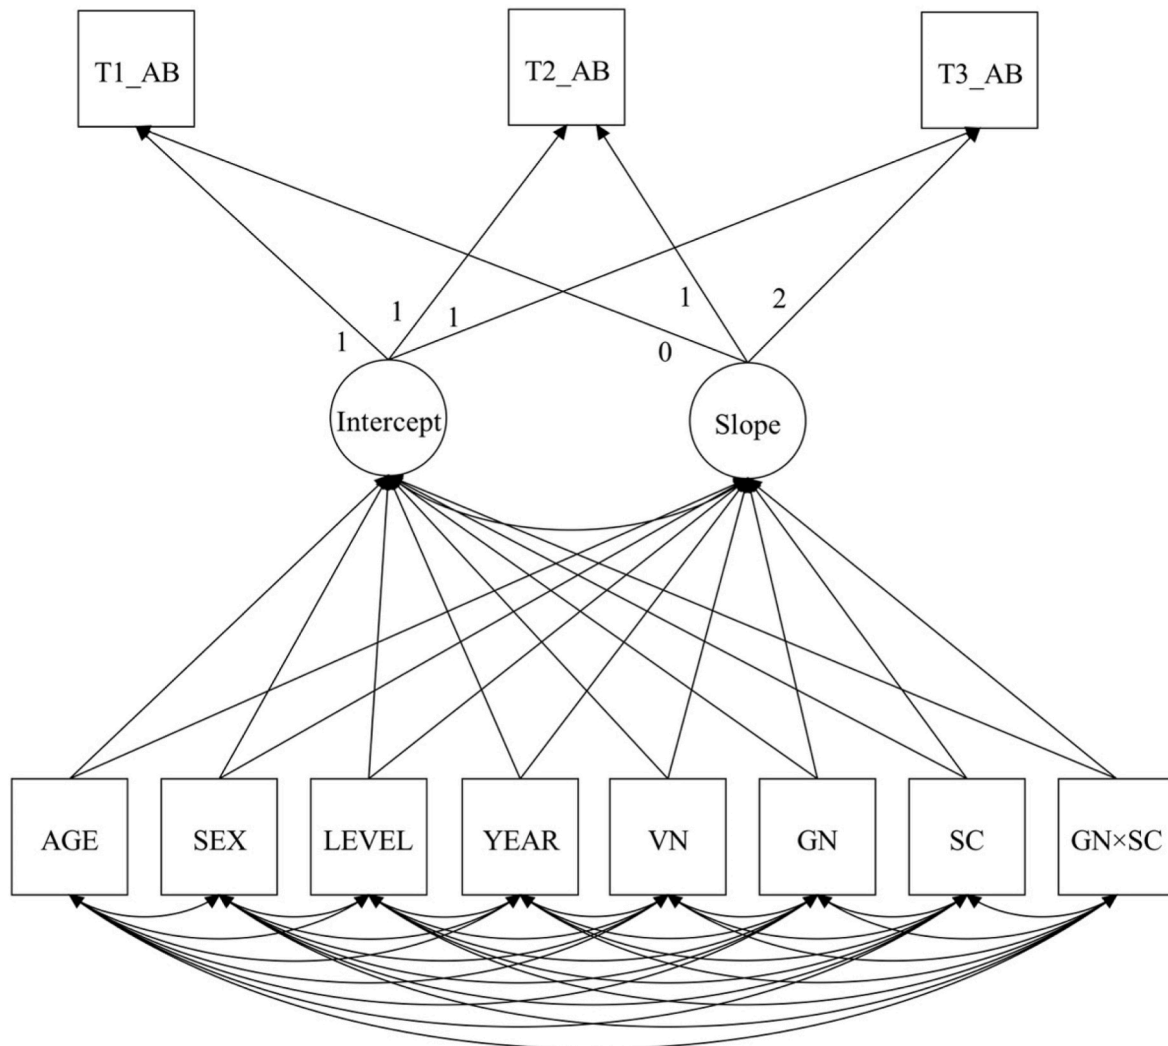 T1_AB
T2_AB
T3_AB
1
1
1
0
1
2
Intercept
Slope
AGE
SEX
LEVEL
YEAR
VN
GN
SC
GN×SC